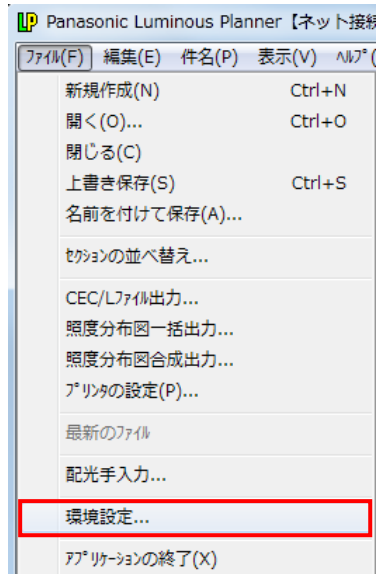 LP Panasonic Luminous Planner【ネット接続
ﾌｧｲﾙ(F) 編集(E) 件名(P) 表示(V) ﾍﾙﾌﾟ(
新規作成(N) Ctrl+N
開く(O)... Ctrl+O
閉じる(C)
上書き保存(S) Ctrl+S
名前を付けて保存(A)...
ｾｸｼｮﾝの並べ替え...
CEC/Lﾌｧｲﾙ出力...
照度分布図一括出力...
照度分布図合成出力...
ﾌﾟﾘﾝﾀの設定(P)...
最新のﾌｧｲﾙ
配光手入力...
環境設定...
ｱﾌﾟﾘｹｰｼｮﾝの終了(X)